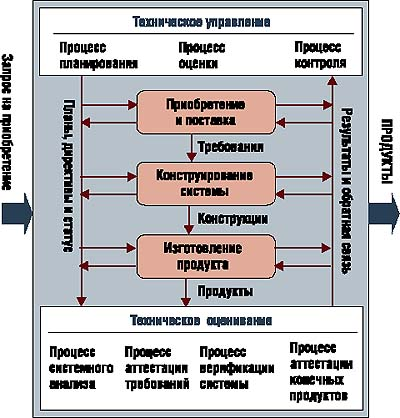 Техническое управление
Процесс
планирования
Процесс
оценки
Процесс
контроля
Запрос на приобретение
Планы, директивы и статус
Приобретение
и поставка
Требования
Конструирование
системы
Конструкции
Изготовление
продукта
Продукты
Результаты и обратная связь
ПРОДУКТЫ
Техническое оценивание
Процесс
системного
анализа
Процесс
аттестации
требований
Процесс
верификации
системы
Процесс
аттестации
конечных
продуктов